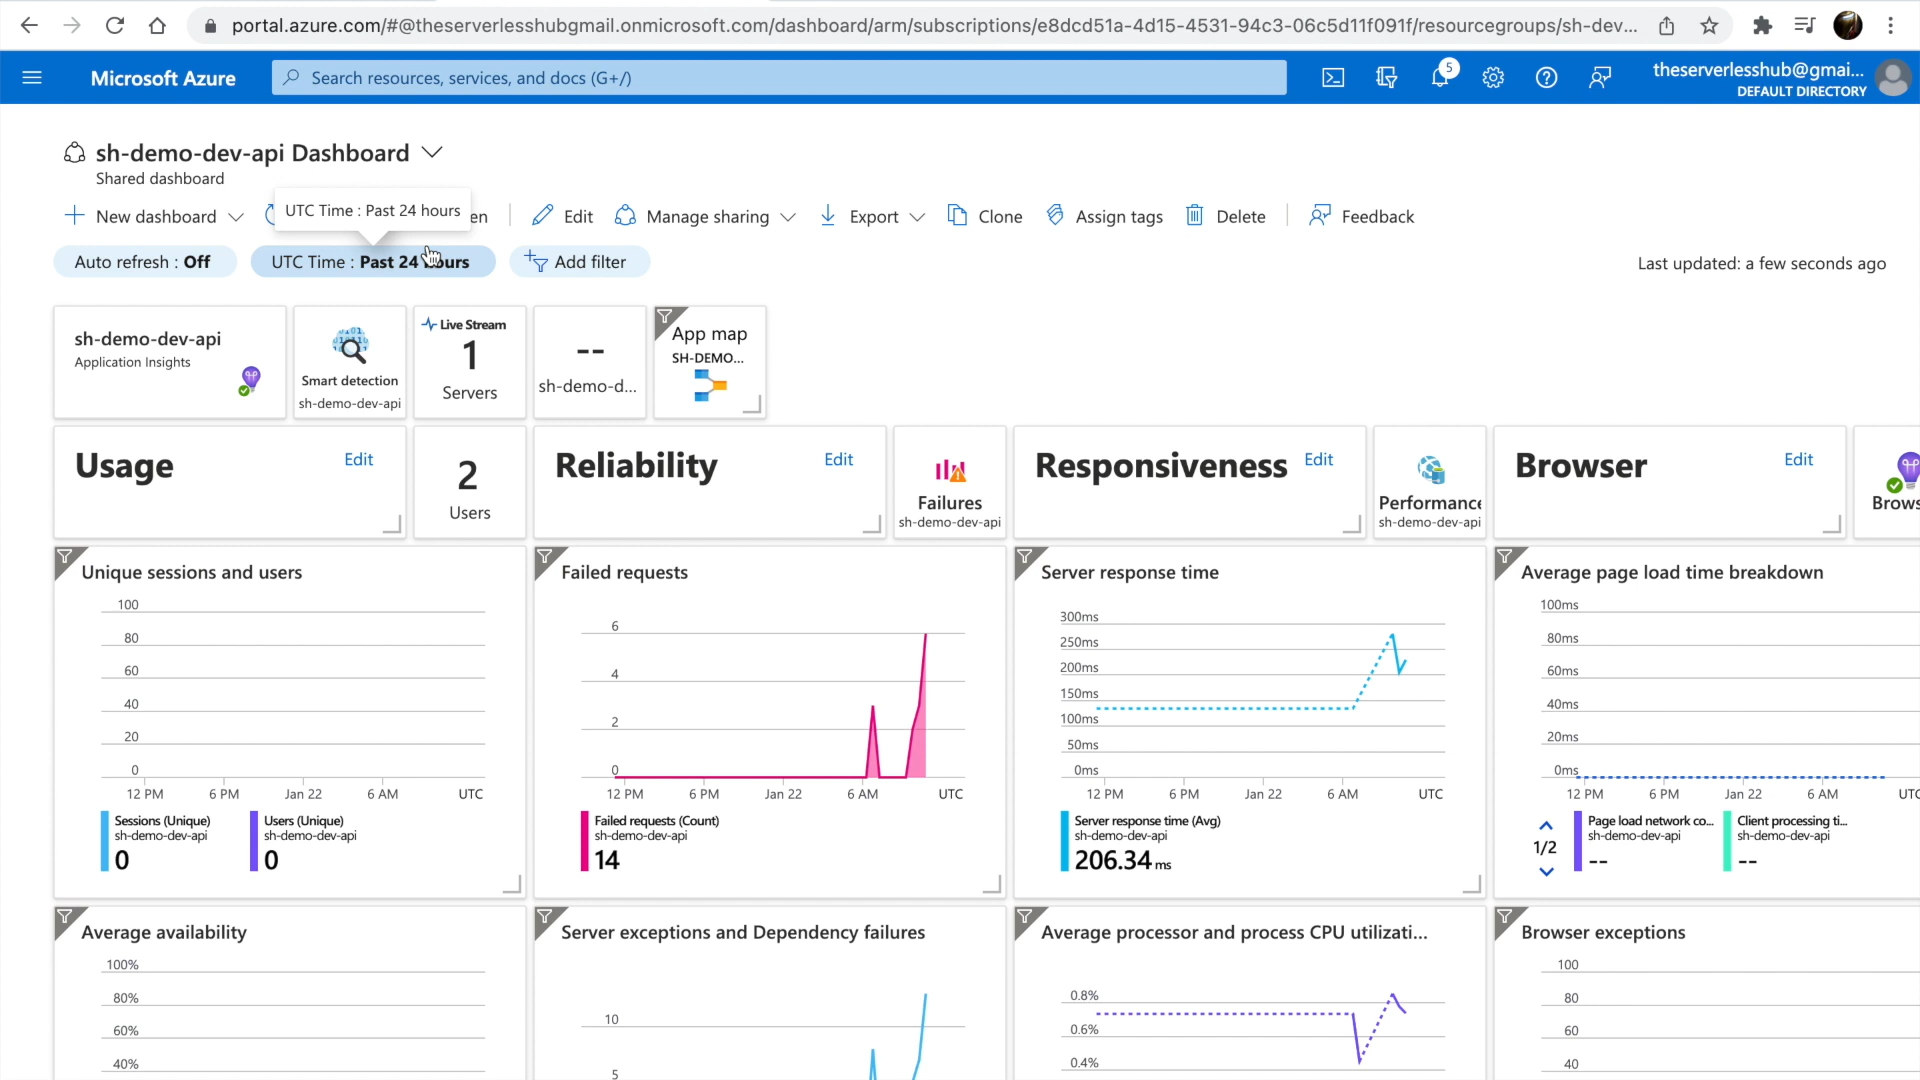 portal.azure.com/#@theserverlesshubgmail.onmicrosoft.com/dashboard/arm/subscriptions/e8dcd51a-4d15-4531-94c3-06c5d11f091f/resourcegroups/sh-dev...
Microsoft Azure
Search resources, services, and docs (G+/)
5
theserverlesshub@gmai...
DEFAULT DIRECTORY
sh-demo-dev-api Dashboard
Shared dashboard
New dashboard
UTC Time : Past 24 hours
en
Edit
Manage sharing
Export
Clone
Assign tags
Delete
Feedback
Auto refresh : Off
UTC Time : Past 24 hours
Add filter
Last updated: a few seconds ago
sh-demo-dev-api
Application Insights
Smart detection
sh-demo-dev-api
Live Stream
1
Servers
--
sh-demo-d...
App map
SH-DEMO...
Usage
Edit
2
Users
Reliability
Edit
Failures
sh-demo-dev-api
Responsiveness
Edit
Performance
sh-demo-dev-api
Browser
Edit
Brows
Unique sessions and users
100
80
60
40
20
0
12 PM 6 PM Jan 22 6 AM UTC
Sessions (Unique)
sh-demo-dev-api
0
Users (Unique)
sh-demo-dev-api
0
Failed requests
6
4
2
0
12 PM 6 PM Jan 22 6 AM UTC
Failed requests (Count)
sh-demo-dev-api
14
Server response time
300ms
250ms
200ms
150ms
100ms
50ms
0ms
12 PM 6 PM Jan 22 6 AM UTC
Server response time (Avg)
sh-demo-dev-api
206.34 ms
Average page load time breakdown
100ms
80ms
60ms
40ms
20ms
0ms
12 PM 6 PM Jan 22 6 AM UTC
1/2
Page load network co...
sh-demo-dev-api
--
Client processing ti...
sh-demo-dev-api
--
Average availability
100%
80%
60%
40%
Server exceptions and Dependency failures
10
5
Average processor and process CPU utilizati...
0.8%
0.6%
0.4%
Browser exceptions
100
80
60
40